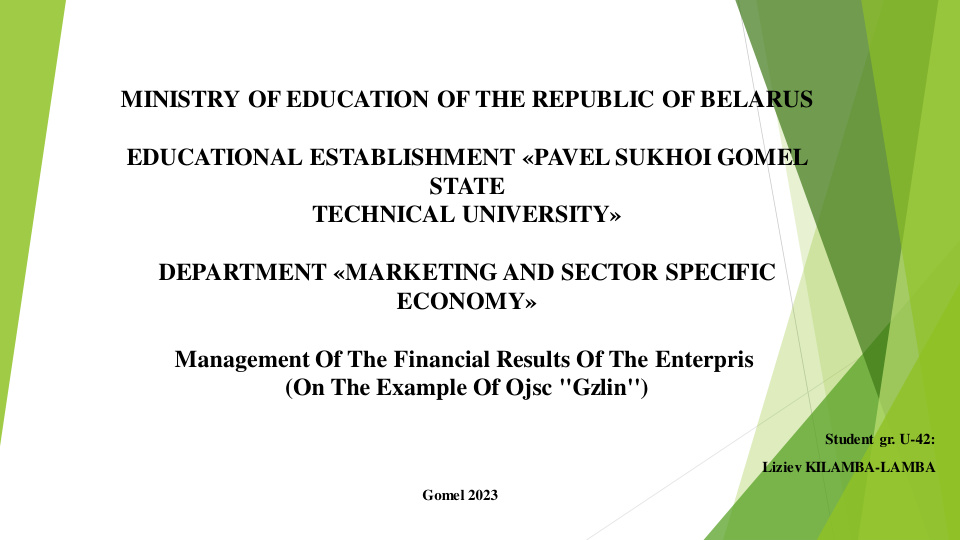 MINISTRY OF EDUCATION OF THE REPUBLIC OF BELARUS
EDUCATIONAL ESTABLISHMENT «PAVEL SUKHOI GOMEL
STATE
TECHNICAL UNIVERSITY»
DEPARTMENT «MARKETING AND SECTOR SPECIFIC
ECONOMY»
Management Of The Financial Results Of The Enterpris
(On The Example Of Ojsc "Gzlin")
Student gr. U-42:
Liziev KILAMBA-LAMBA
Gomel 2023